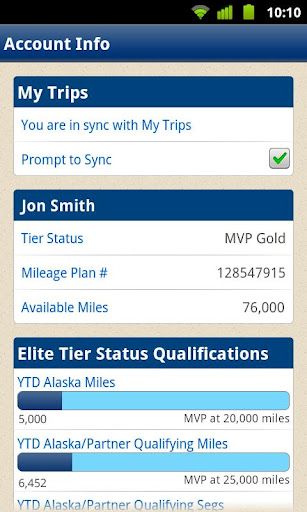 10:10
Account Info
My Trips
You are in sync with My Trips
Prompt to Sync
Jon Smith
Tier Status MVP Gold
Mileage Plan # 128547915
Available Miles 76,000
Elite Tier Status Qualifications
YTD Alaska Miles
5,000 MVP at 20,000 miles
YTD Alaska/Partner Qualifying Miles
6,452 MVP at 25,000 miles
YTD Alaska/Partner Qualifying Segs